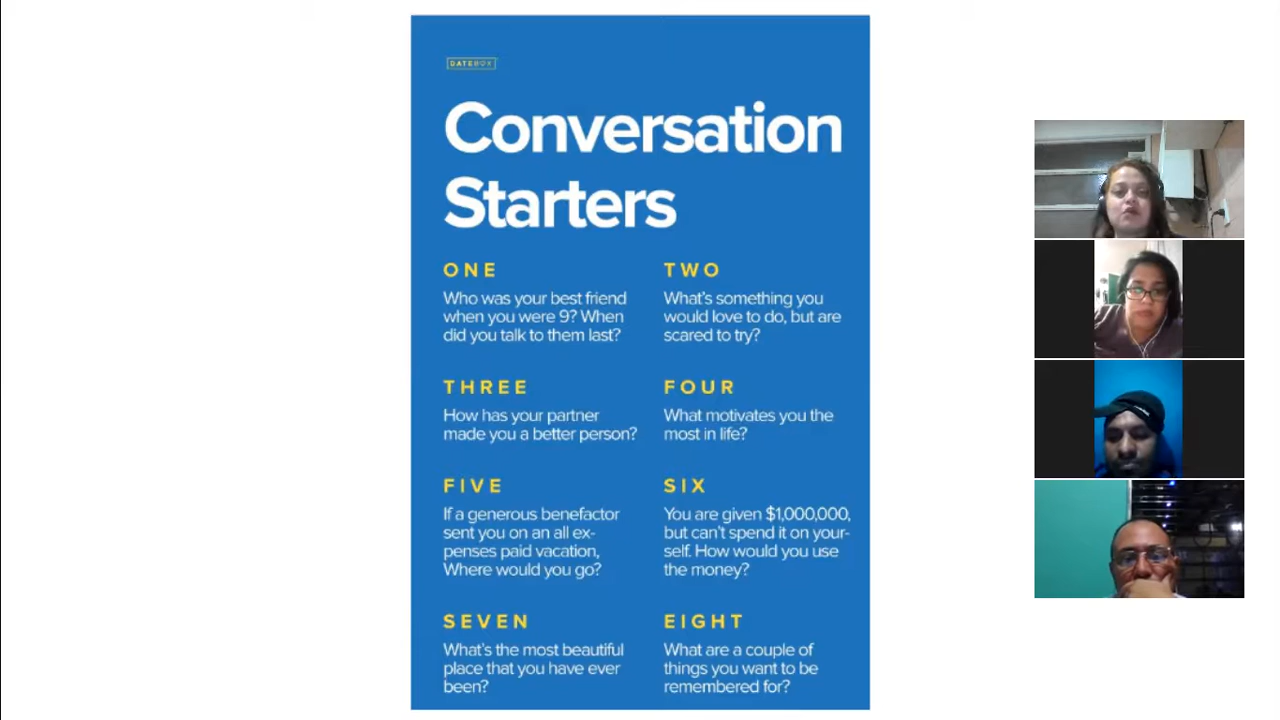 DATEBOX
Conversation
Starters
ONE
Who was your best friend
when you were 9? When
did you talk to them last?
TWO
What's something you
would love to do, but are
scared to try?
THREE
How has your partner
made you a better person?
FOUR
What motivates you the
most in life?
FIVE
If a generous benefactor
sent you on an all ex-
penses paid vacation,
Where would you go?
SIX
You are given $1,000,000,
but can't spend it on your-
self. How would you use
the money?
SEVEN
What's the most beautiful
place that you have ever
been?
EIGHT
What are a couple of
things you want to be
remembered for?